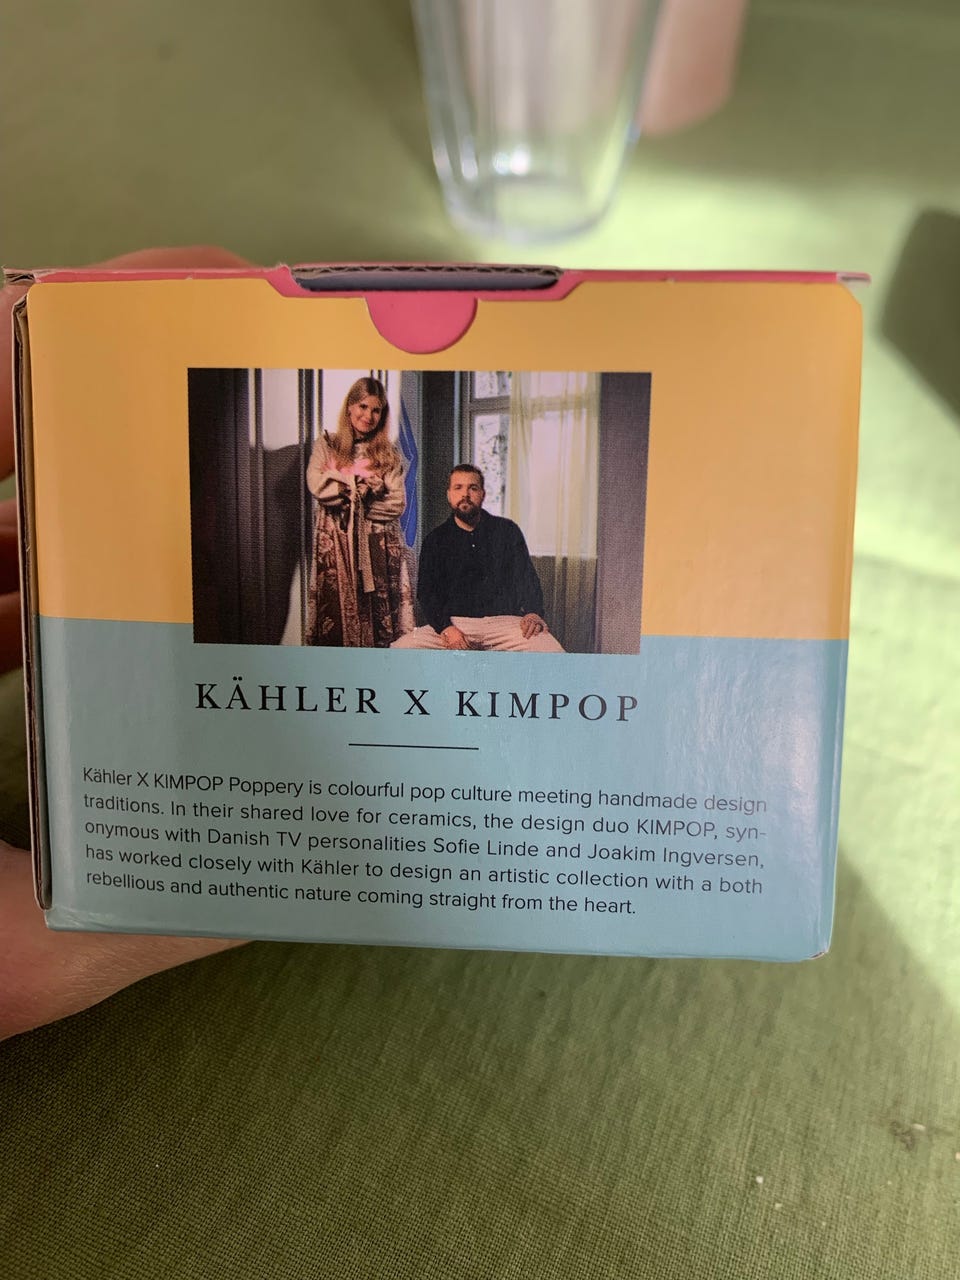 KÄHLER X KIMPOP
Kähler X KIMPOP Poppery is colourful pop culture meeting handmade design
traditions. In their shared love for ceramics, the design duo KIMPOP, syn-
onymous with Danish TV personalities Sofie Linde and Joakim Ingversen,
has worked closely with Kähler to design an artistic collection with a both
rebellious and authentic nature coming straight from the heart.